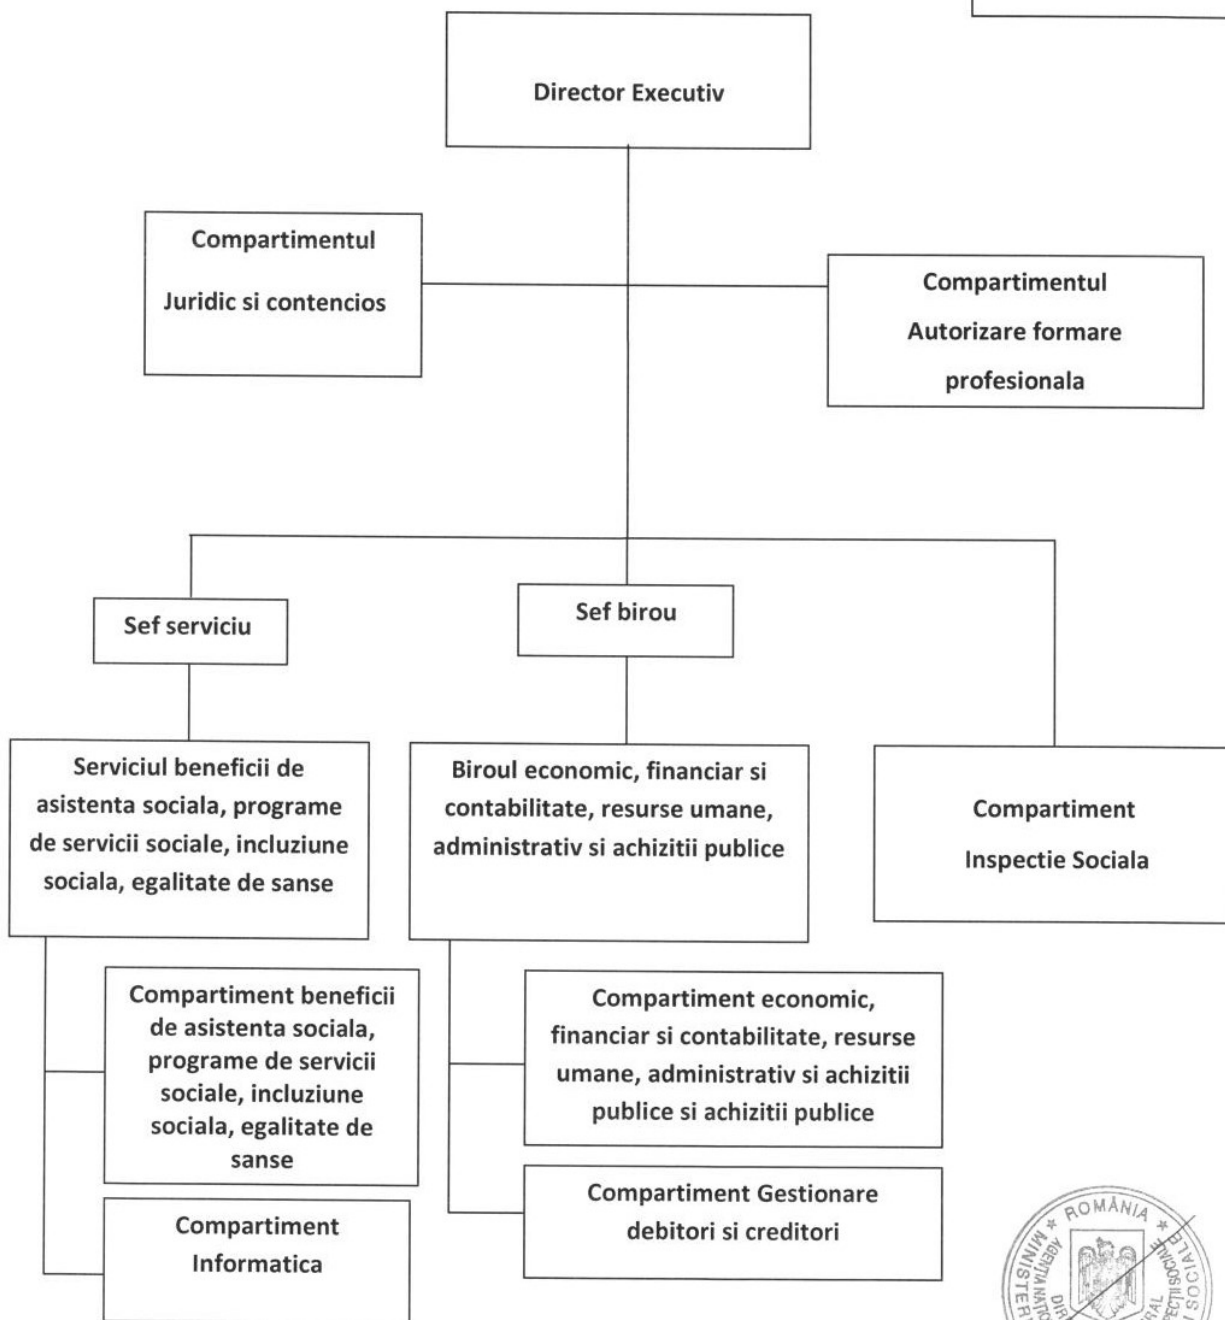 Director Executiv
Compartimentul
Juridic si contencios
Compartimentul
Autorizare formare
profesionala
Sef serviciu
Sef birou
Serviciul beneficii de
asistenta sociala, programe
de servicii sociale, incluziune
sociala, egalitate de sanse
Biroul economic, financiar si
contabilitate, resurse umane,
administrativ si achizitii publice
Compartiment
Inspectie Sociala
Compartiment beneficii
de asistenta sociala,
programe de servicii
sociale, incluziune
sociala, egalitate de
sanse
Compartiment economic,
financiar si contabilitate, resurse
umane, administrativ si achizitii
publice si achizitii publice
Compartiment Gestionare
debitori si creditori
Compartiment
Informatica
ROMÂNIA